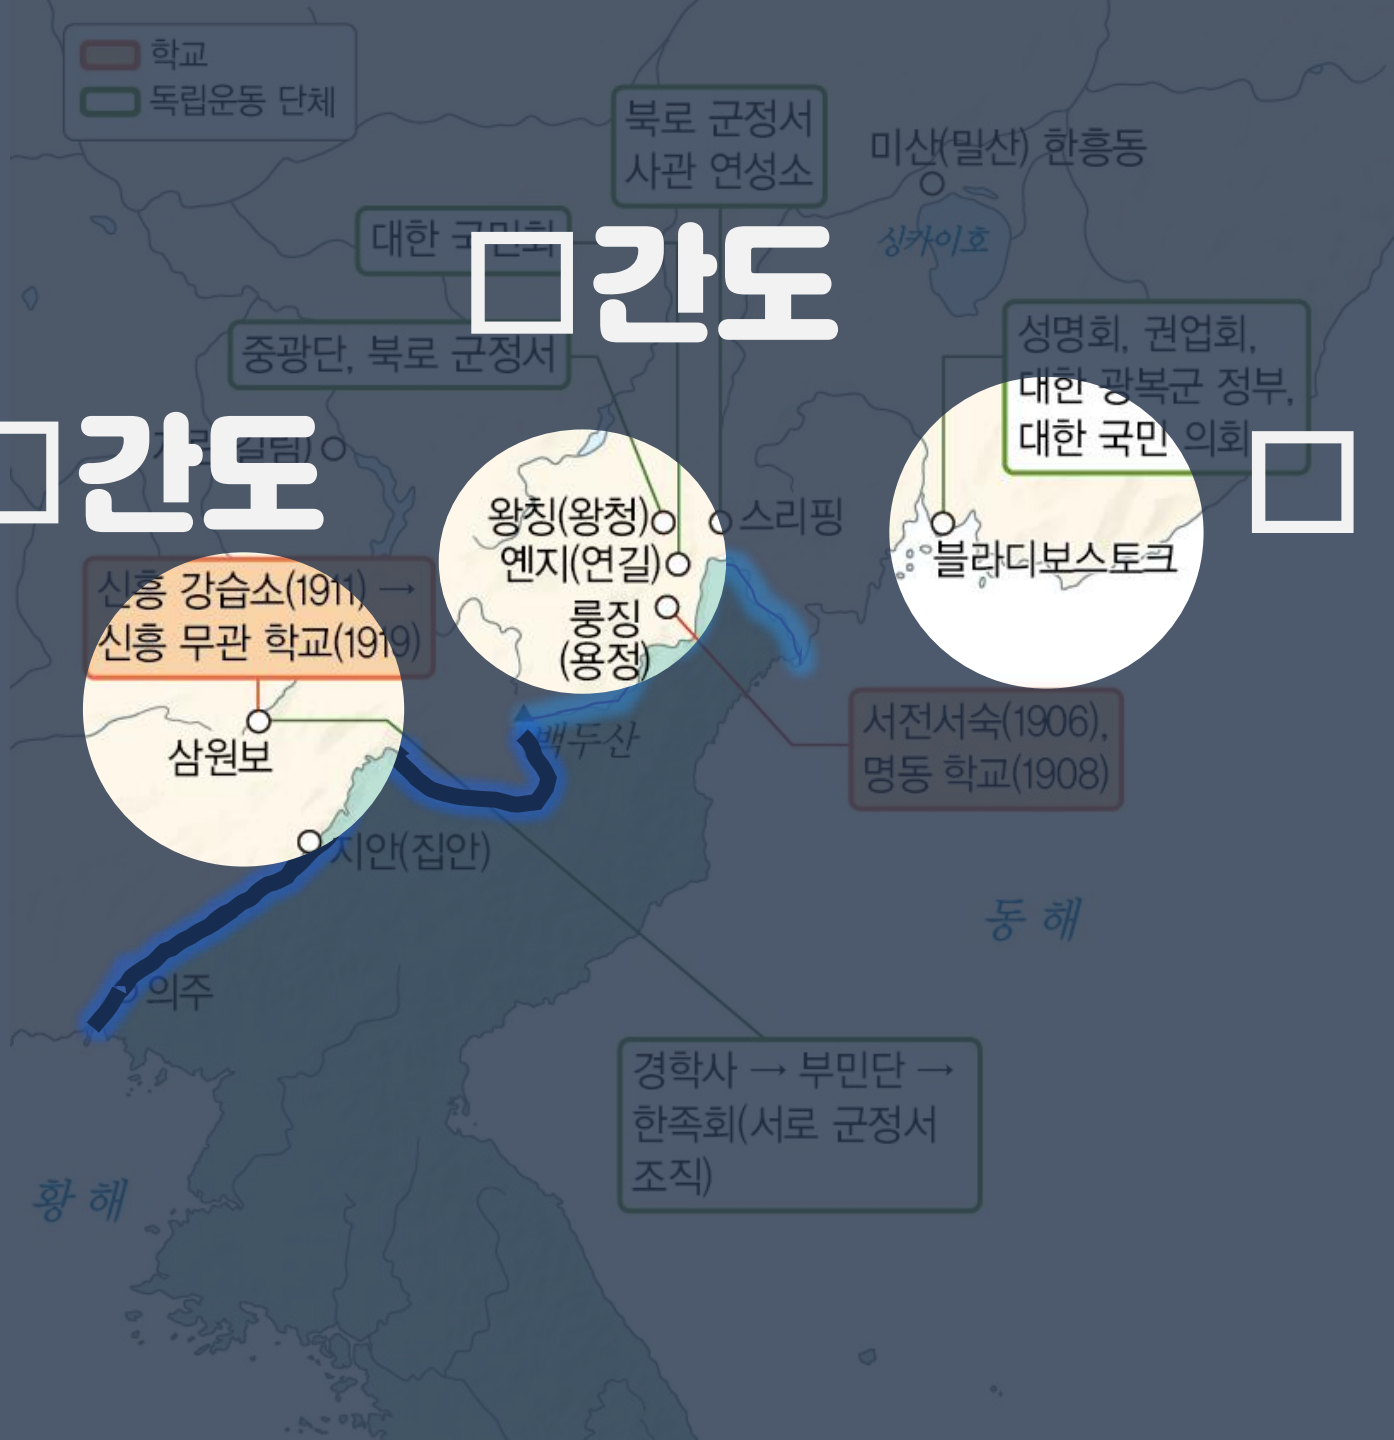 학교
독립운동 단체
북로 군정서
사관 연성소
미산(밀산) 한흥동
싱카이호
대한 국민회
□간도
중광단, 북로 군정서
성명회, 권업회,
대한 광복군 정부,
대한 국민 의회
□
□간도
길림)
왕칭(왕청)
옌지(연길)
룽징
(용정)
스리핑
블라디보스토크
신흥 강습소(1911) →
신흥 무관 학교(1919)
삼원보
백두산
서전서숙(1906),
명동 학교(1908)
지안(집안)
동해
의주
경학사 → 부민단 →
한족회(서로 군정서
조직)
황해